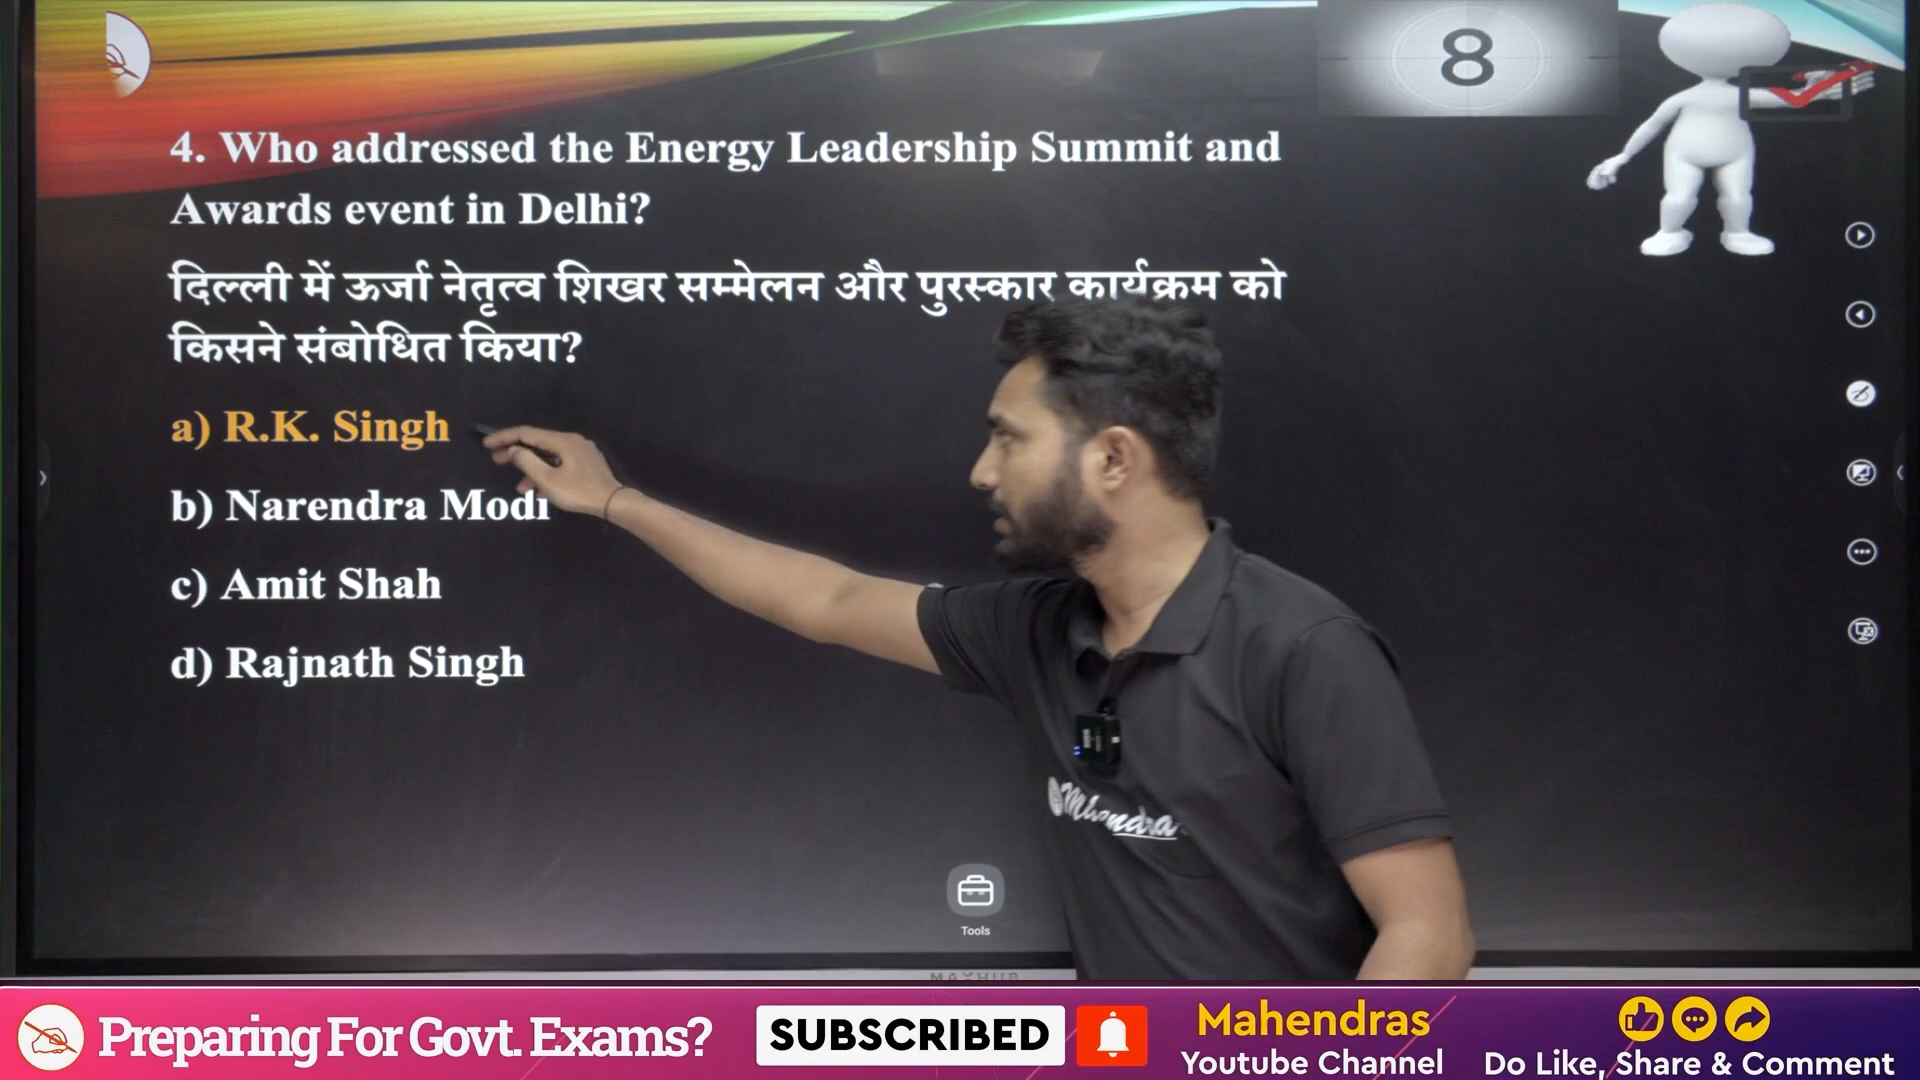 8
4. Who addressed the Energy Leadership Summit and
Awards event in Delhi?
दिल्ली में ऊर्जा नेतृत्व शिखर सम्मेलन और पुरस्कार कार्यक्रम को
किसने संबोधित किया?
a) R.K. Singh
b) Narendra Modi
c) Amit Shah
d) Rajnath Singh
Tools
MAXHUB
Preparing For Govt. Exams?
SUBSCRIBED
Mahendras
Youtube Channel
Do Like, Share & Comment